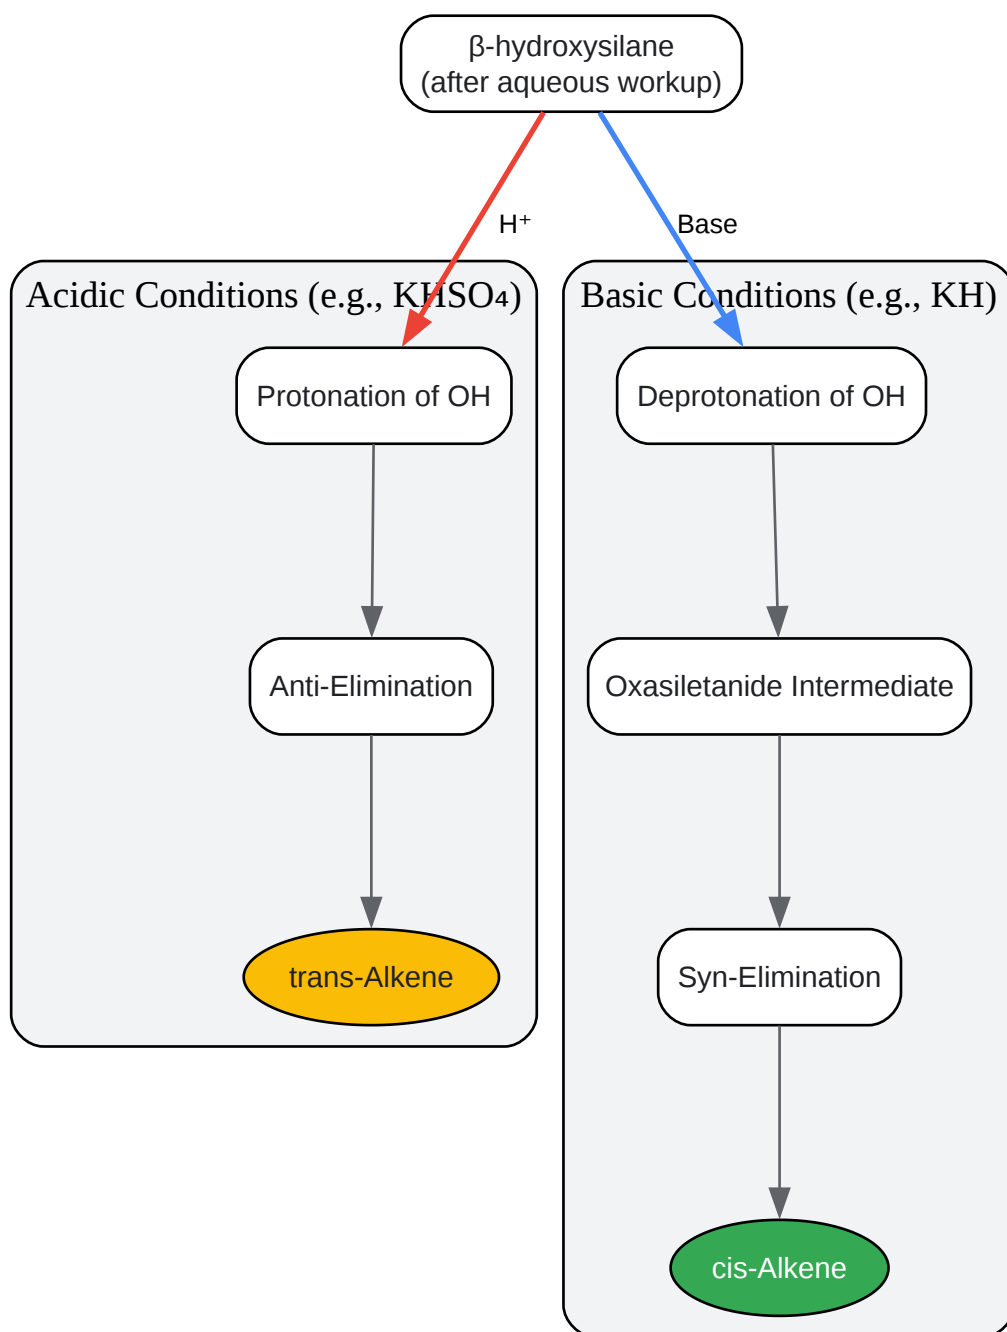 β-hydroxysilane
(after aqueous workup)
H⁺
Base
Acidic Conditions (e.g., KHSO₄)
Protonation of OH
Anti-Elimination
trans-Alkene
Basic Conditions (e.g., KH)
Deprotonation of OH
Oxasiletanide Intermediate
Syn-Elimination
cis-Alkene